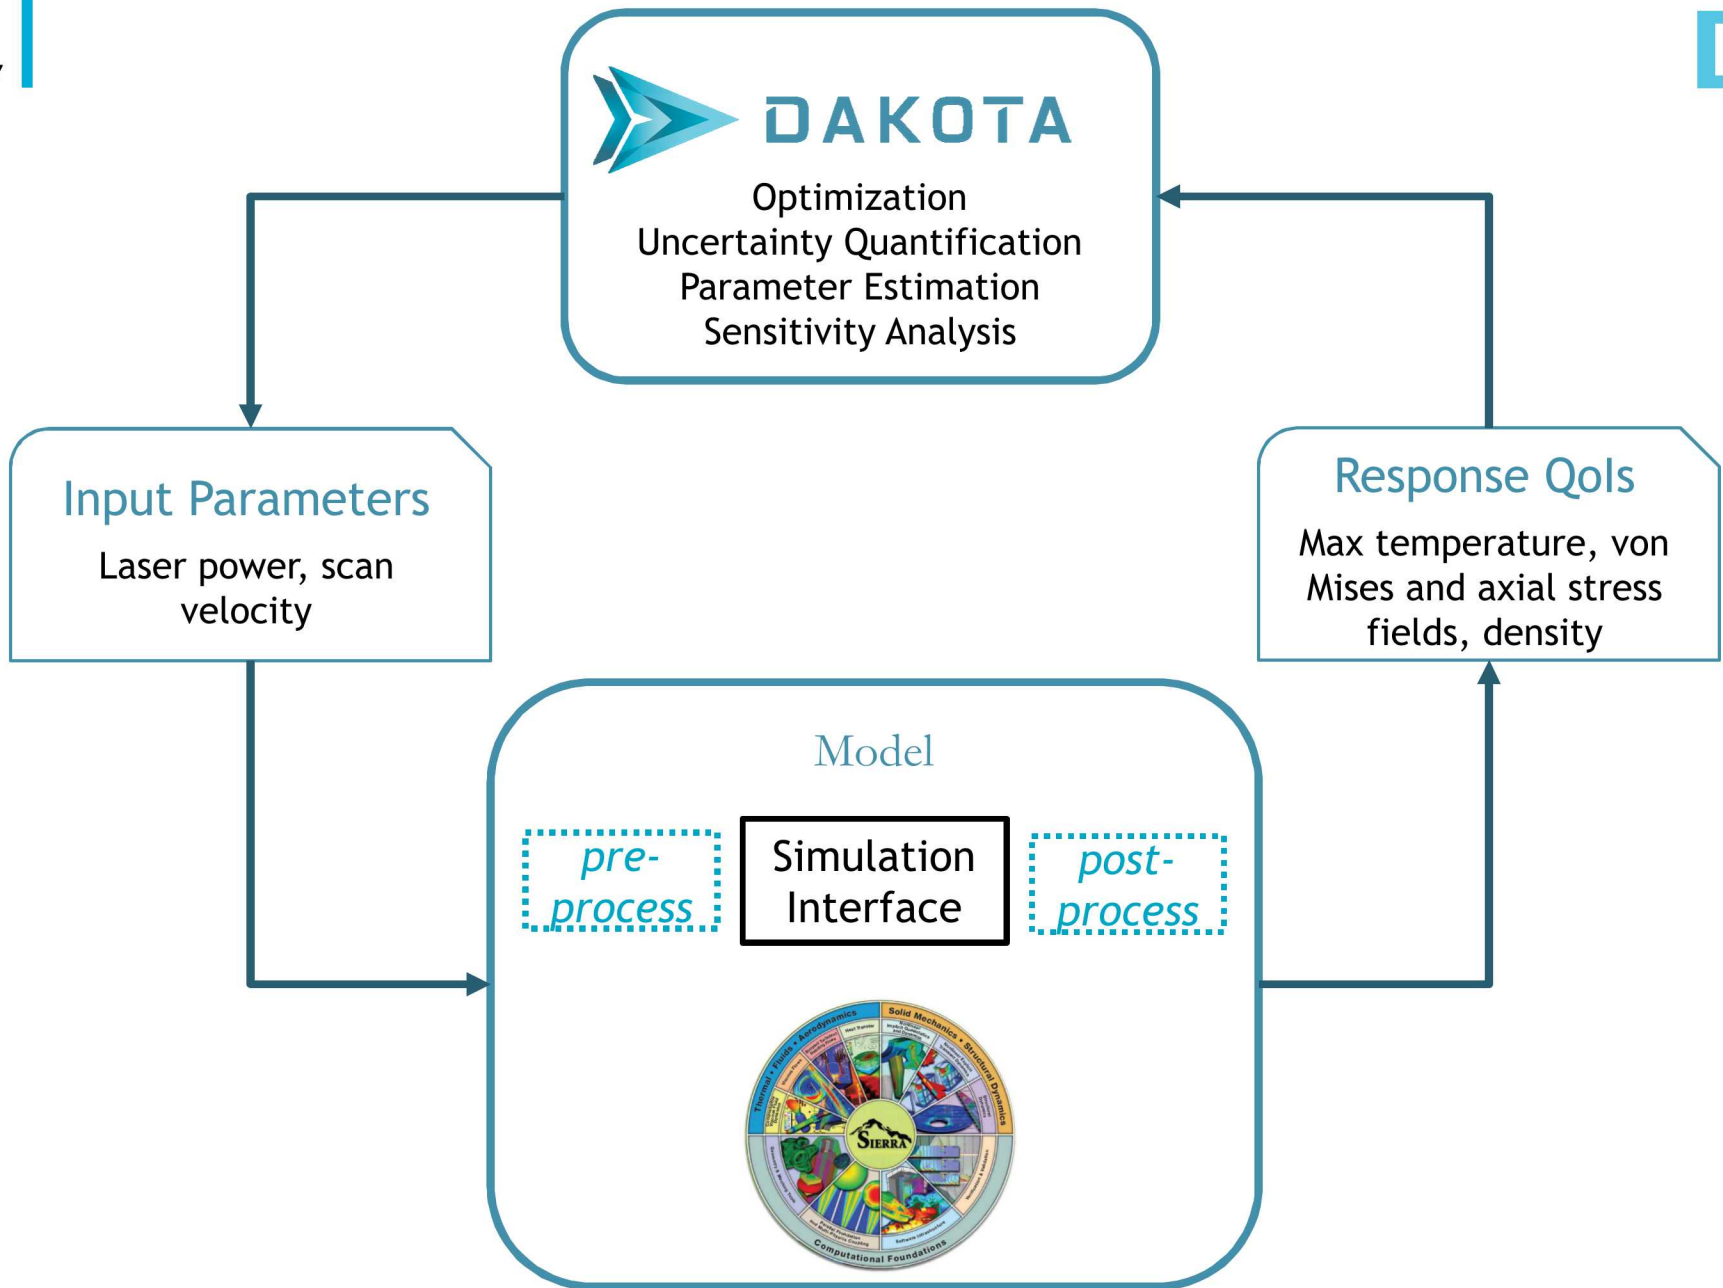 DAKOTA
Optimization
Uncertainty Quantification
Parameter Estimation
Sensitivity Analysis
Input Parameters
Laser power, scan
velocity
Response QoIs
Max temperature, von
Mises and axial stress
fields, density
Model
pre-
process
Simulation
Interface
post-
process
Thermal • Fluids • Aerodynamics
Solid Mechanics • Structural Dynamics
Heat Transfer
SIERRA
Computational Foundations